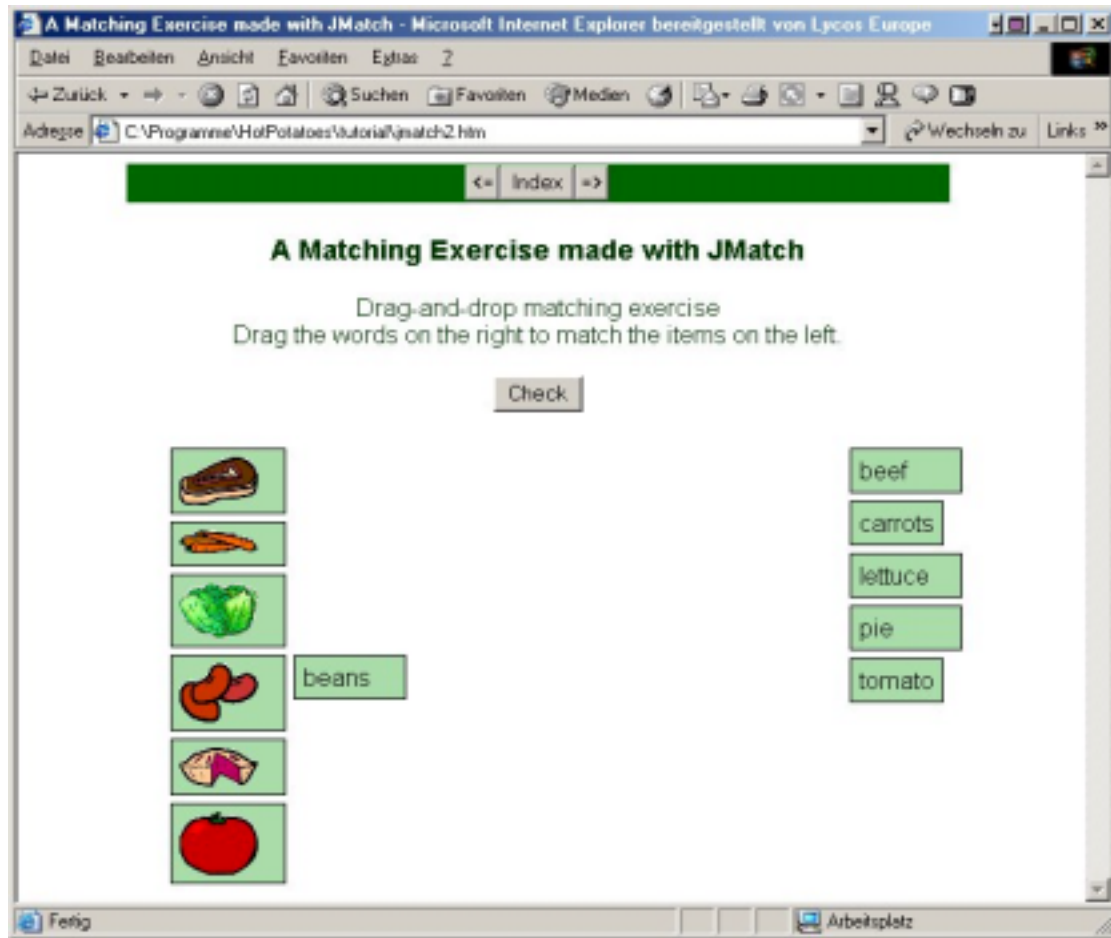 A Matching Exercise made with JMatch - Microsoft Internet Explorer bereitgestellt von Lycos Europe
Datei Bearbeiten Ansicht Favoriten Extras ?
Zurück Suchen Favoriten Medien
Adresse C:\Programme\HotPotatoes\tutorial\jmatch2.htm Wechseln zu Links »
<= Index =>
A Matching Exercise made with JMatch
Drag-and-drop matching exercise
Drag the words on the right to match the items on the left.
Check
beef
carrots
lettuce
beans
pie
tomato
Fertig Arbeitsplatz